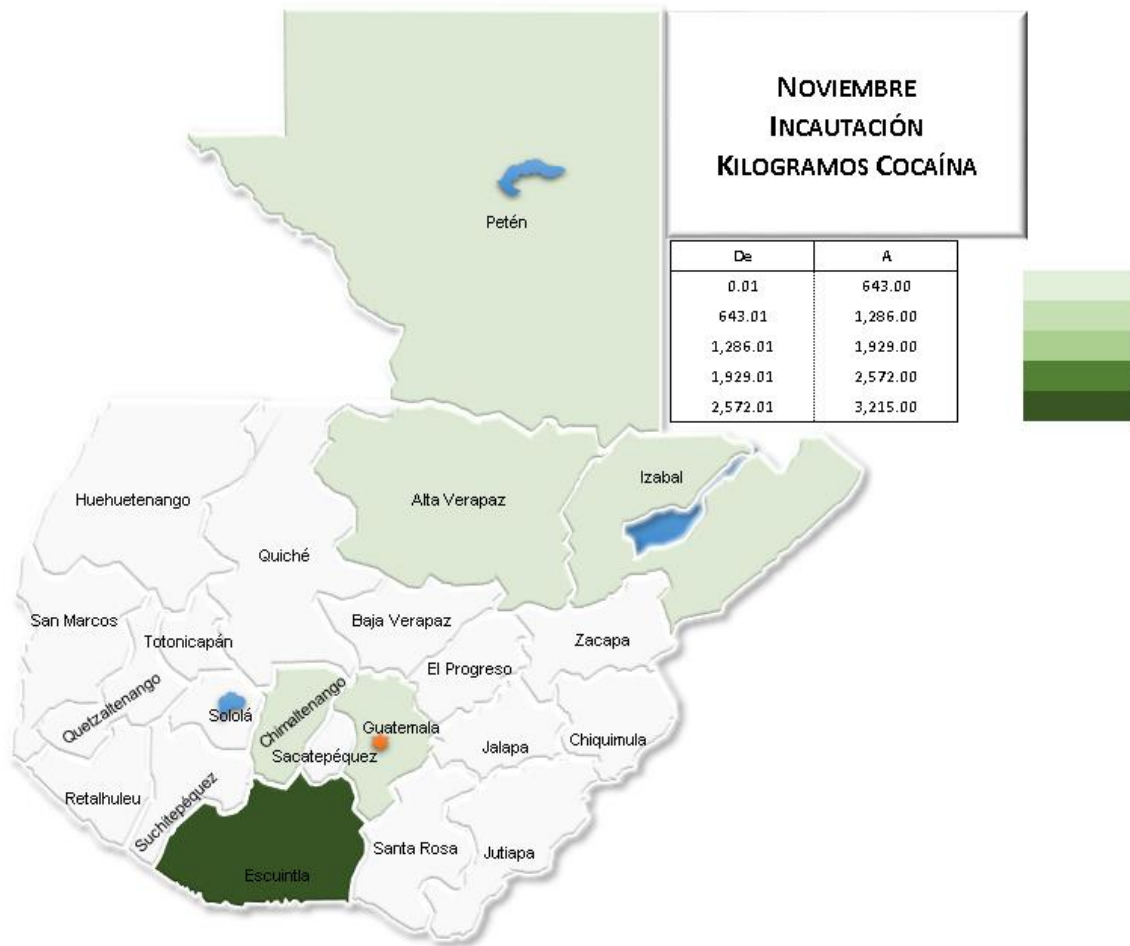 NOVIEMBRE
INCAUTACIÓN
KILOGRAMOS COCAÍNA
De A
0.01 643.00
643.01 1,286.00
1,286.01 1,929.00
1,929.01 2,572.00
2,572.01 3,215.00
Petén
Huehuetenango
Quiché
Alta Verapaz
Izabal
San Marcos
Totonicapán
Baja Verapaz
Zacapa
El Progreso
Quetzaltenango
Sololá
Chimaltenango
Guatemala
Sacatepéquez
Jalapa
Chiquimula
Retalhuleu
Suchitepéquez
Escuintla
Santa Rosa
Jutiapa